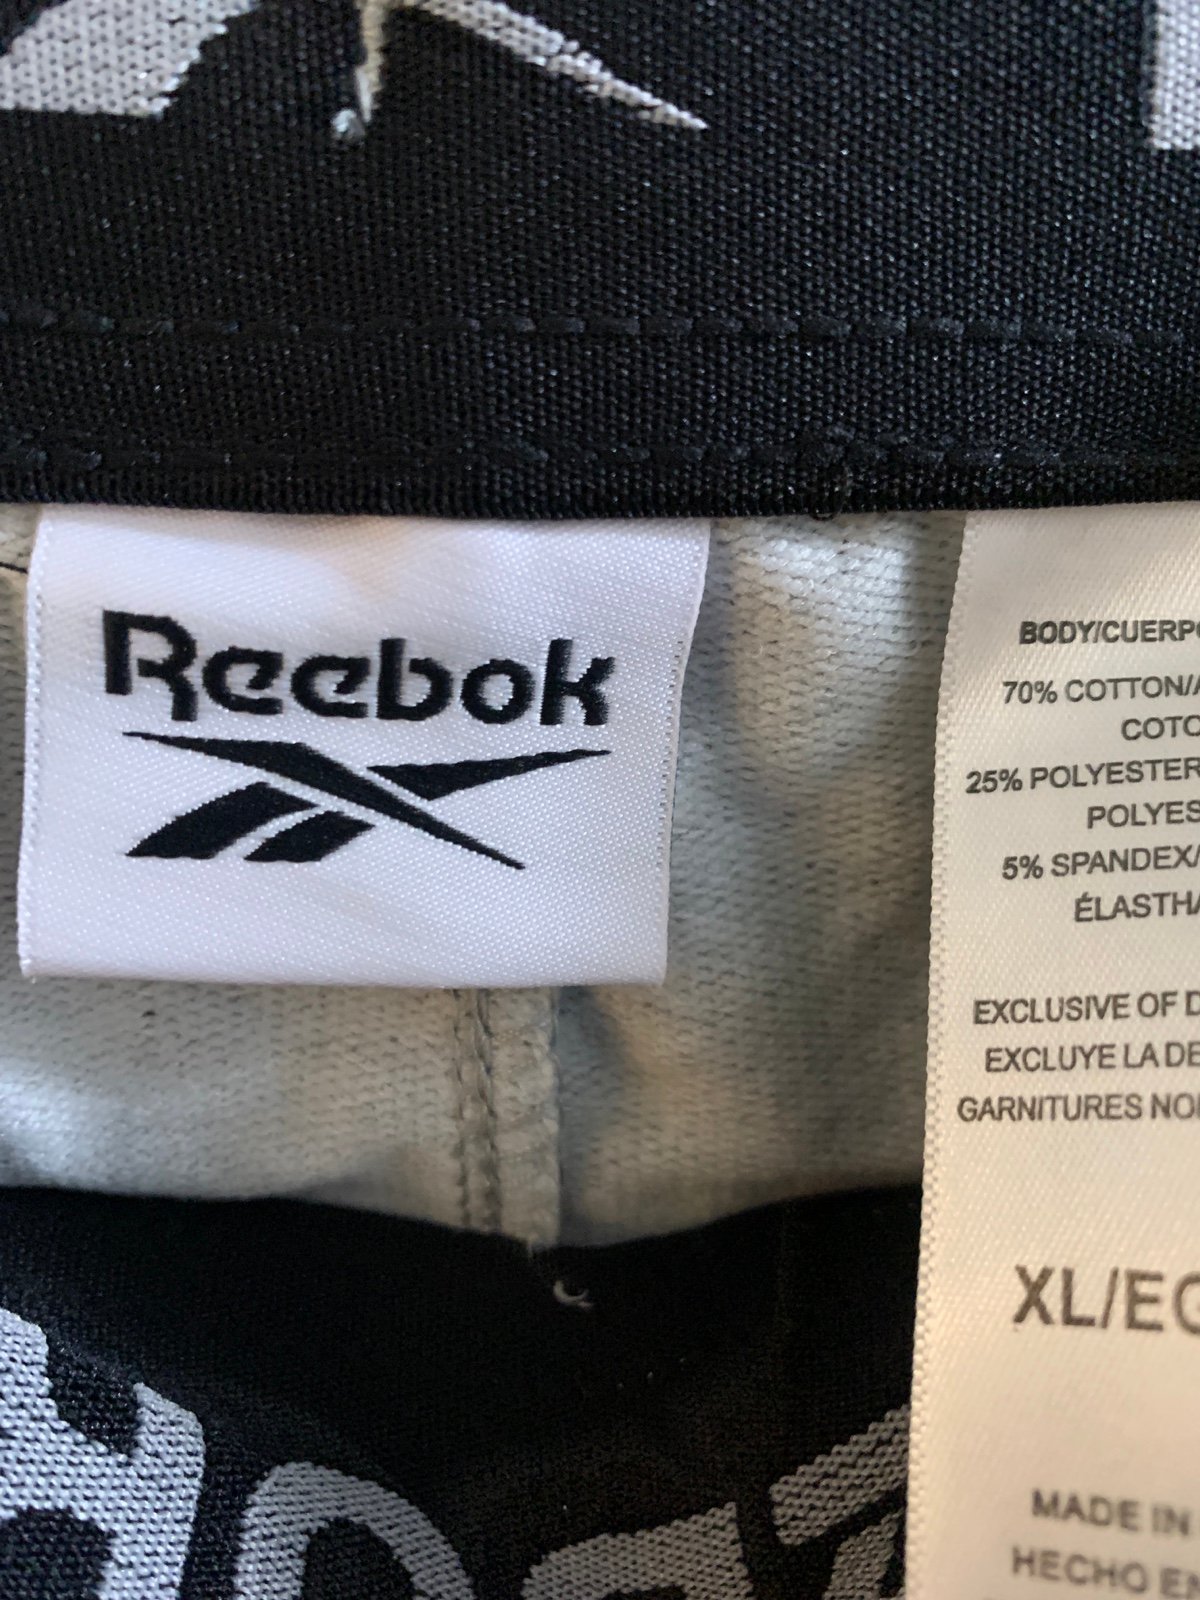 Reebok
BODY/CUERPO
70% COTTON/A
COTO
25% POLYESTER
POLYES
5% SPANDEX/
ÉLASTHA
EXCLUSIVE OF D
EXCLUYE LA DE
GARNITURES NO
XL/EG
MADE IN
HECHO EN